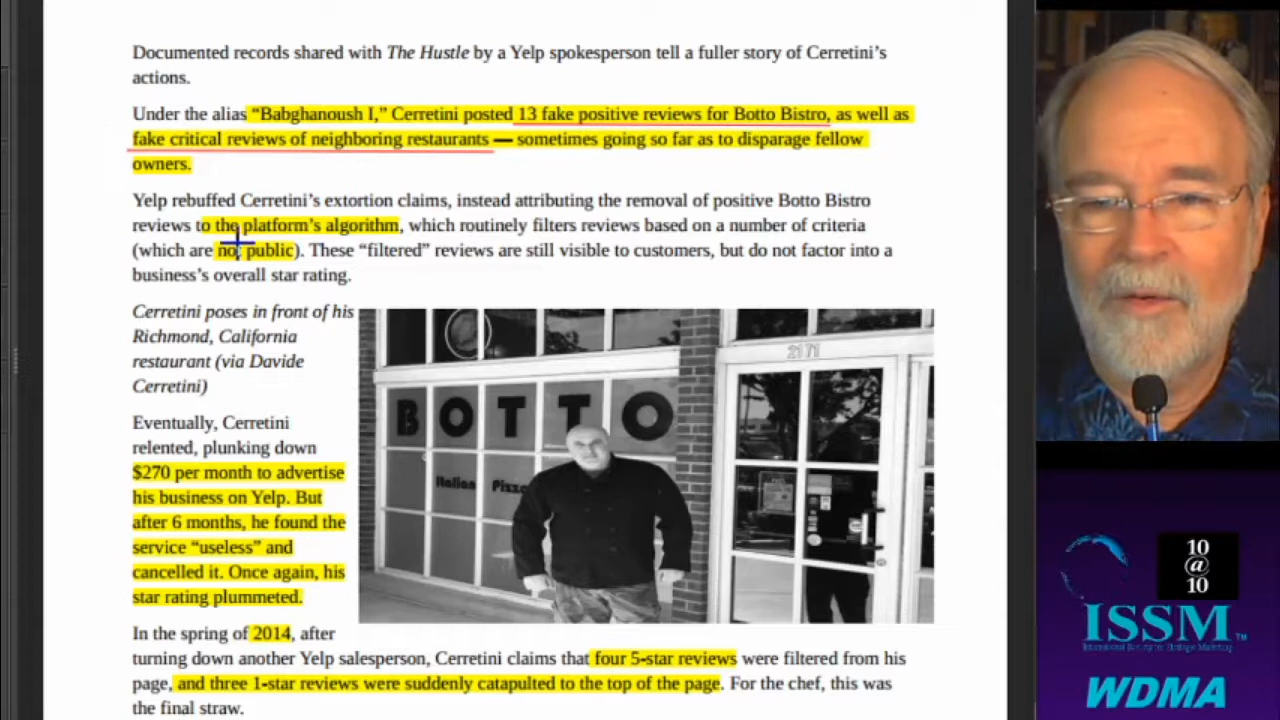 Documented records shared with The Hustle by a Yelp spokesperson tell a fuller story of Cerretini’s
actions.
Under the alias “Babghanoush I,” Cerretini posted 13 fake positive reviews for Botto Bistro, as well as
fake critical reviews of neighboring restaurants — sometimes going so far as to disparage fellow
owners.
Yelp rebuffed Cerretini’s extortion claims, instead attributing the removal of positive Botto Bistro
reviews to the platform’s algorithm, which routinely filters reviews based on a number of criteria
(which are not public). These “filtered” reviews are still visible to customers, but do not factor into a
business’s overall star rating.
Cerretini poses in front of his
Richmond, California
restaurant (via Davide
Cerretini)
Eventually, Cerretini
relented, plunking down
$270 per month to advertise
his business on Yelp. But
after 6 months, he found the
service “useless” and
cancelled it. Once again, his
star rating plummeted.
2171
BOTTO
Italian Pizza
In the spring of 2014, after
turning down another Yelp salesperson, Cerretini claims that four 5-star reviews were filtered from his
page, and three 1-star reviews were suddenly catapulted to the top of the page. For the chef, this was
the final straw.
10
@
10
ISSM™
WDMA